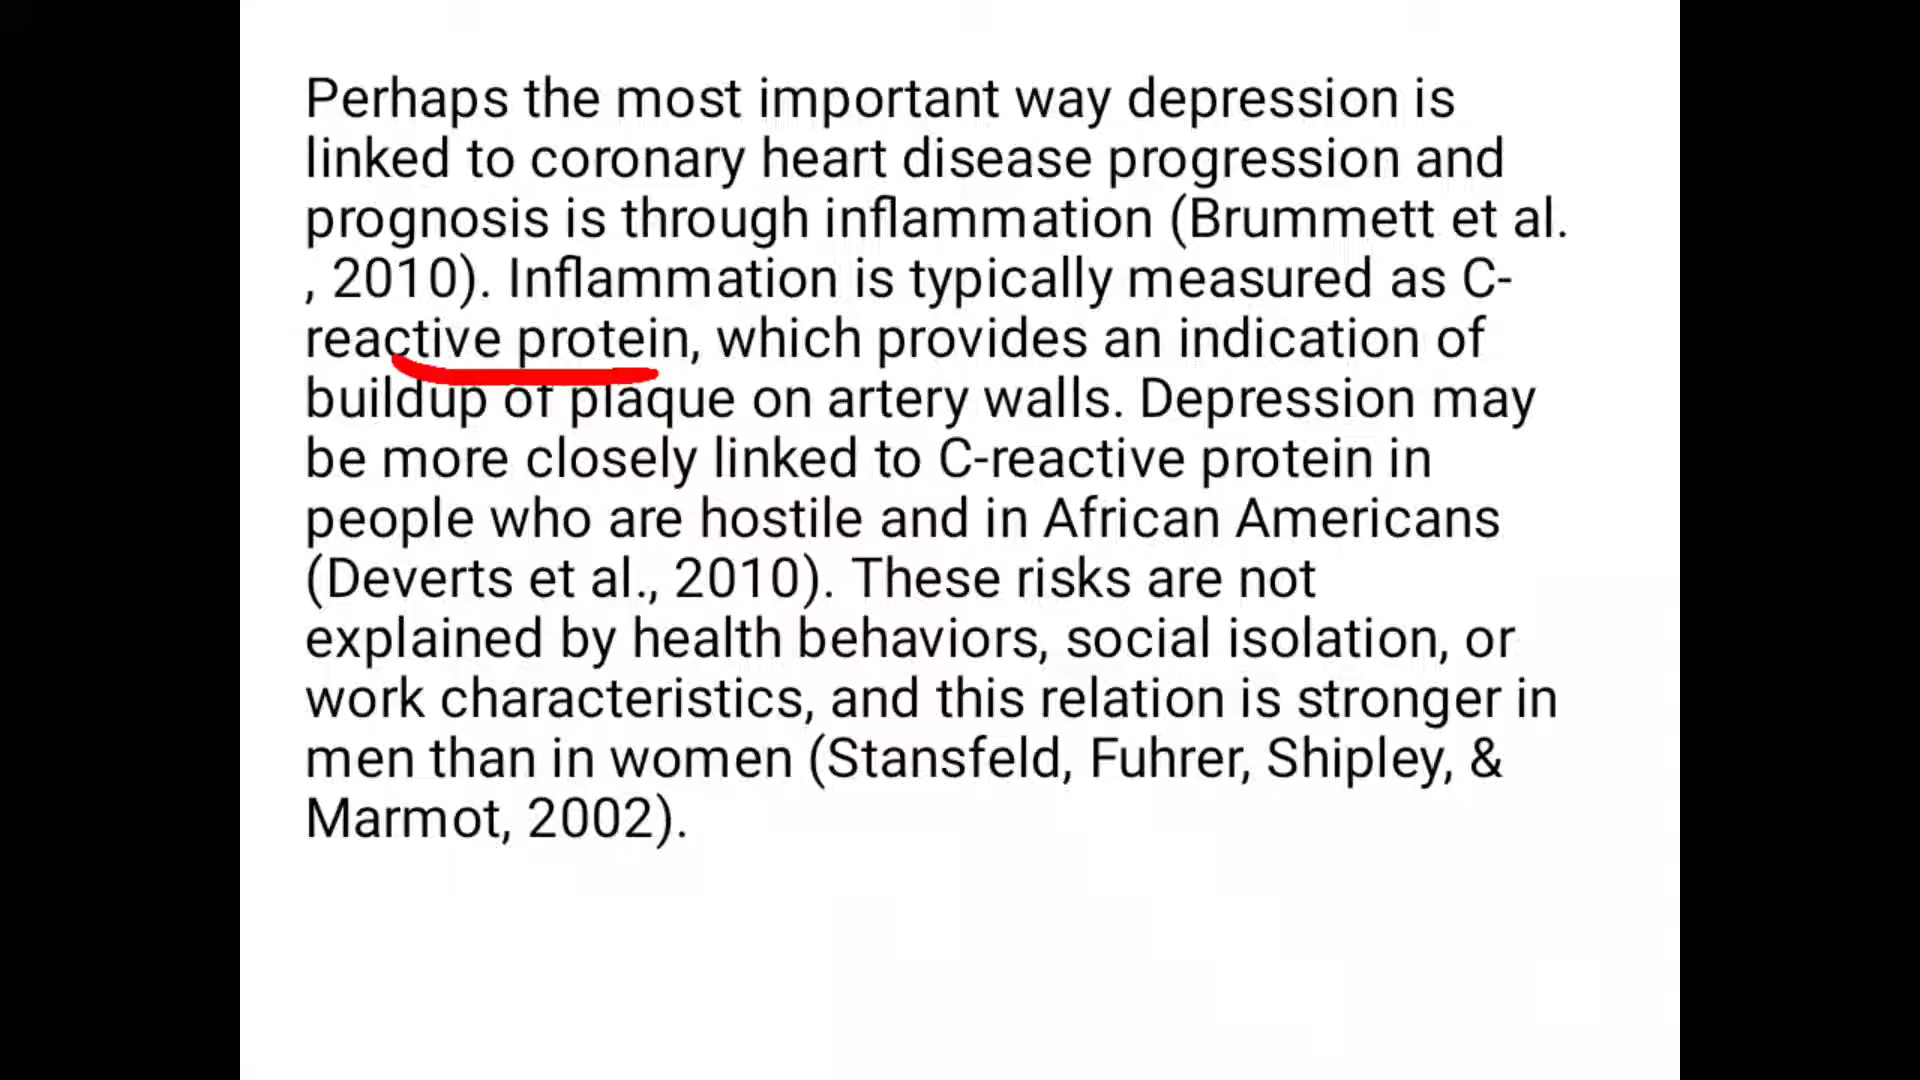 Perhaps the most important way depression is
linked to coronary heart disease progression and
prognosis is through inflammation (Brummett et al.
, 2010). Inflammation is typically measured as C-
reactive protein, which provides an indication of
buildup of plaque on artery walls. Depression may
be more closely linked to C-reactive protein in
people who are hostile and in African Americans
(Deverts et al., 2010). These risks are not
explained by health behaviors, social isolation, or
work characteristics, and this relation is stronger in
men than in women (Stansfeld, Fuhrer, Shipley, &
Marmot, 2002).